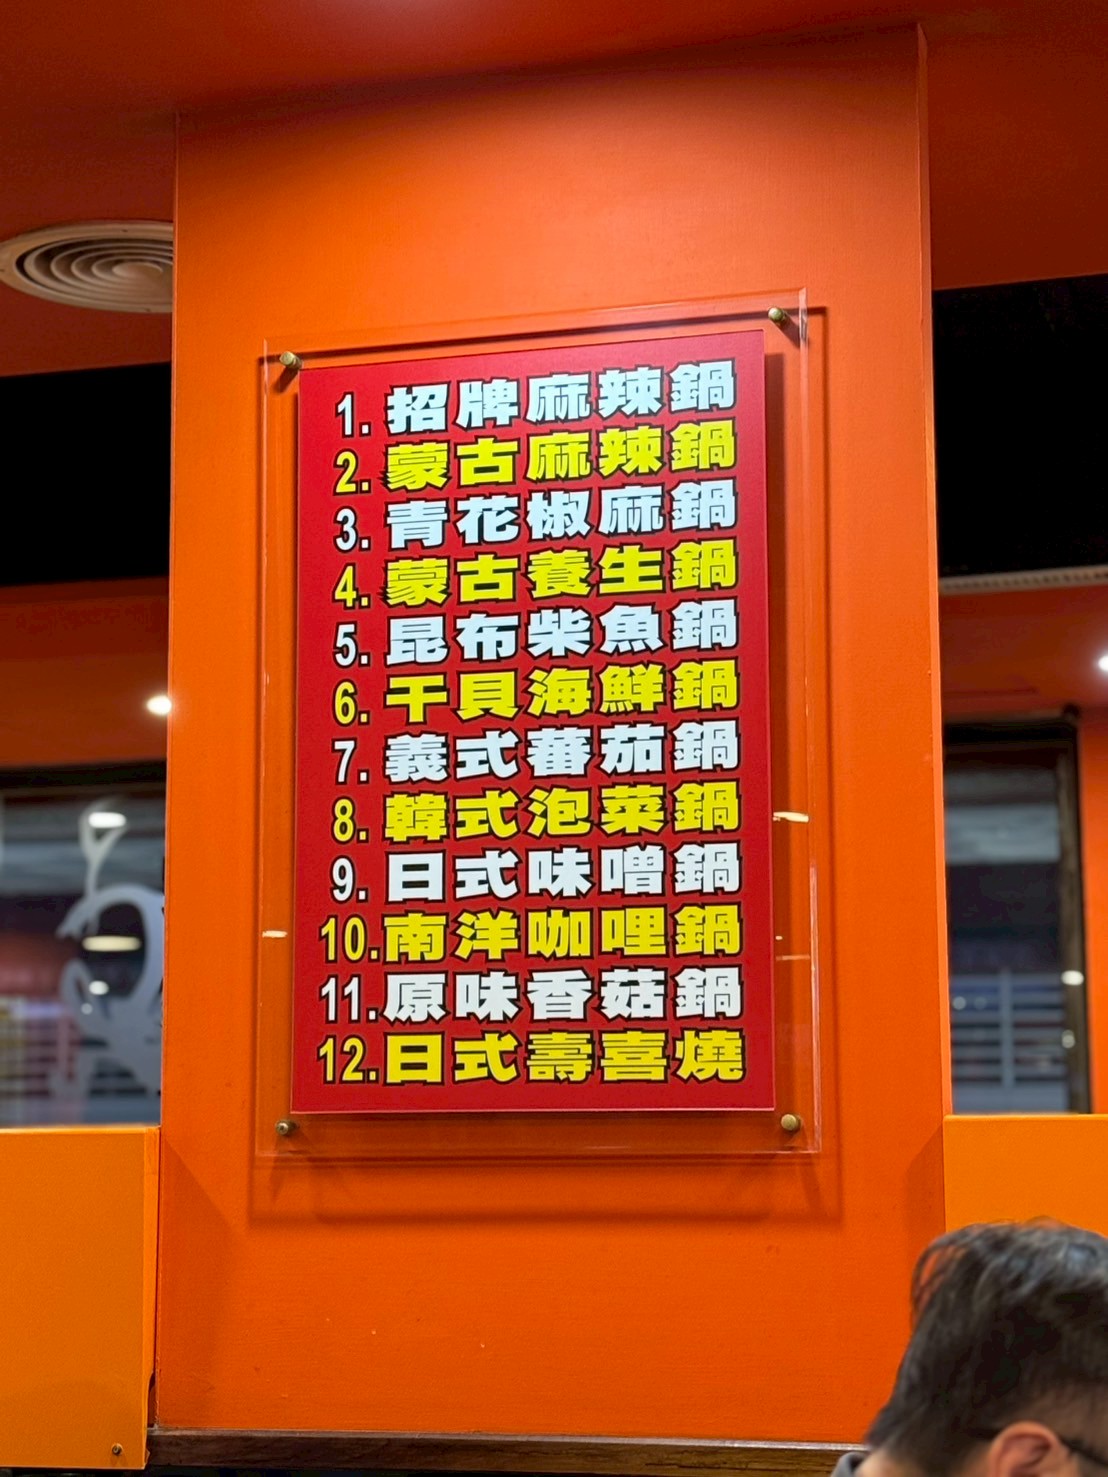 1. 招牌麻辣鍋
2. 蒙古麻辣鍋
3. 青花椒麻鍋
4. 蒙古養生鍋
5. 昆布柴魚鍋
6. 干貝海鮮鍋
7. 義式蕃茄鍋
8. 韓式泡菜鍋
9. 日式味噌鍋
10. 南洋咖哩鍋
11. 原味香菇鍋
12. 日式壽喜燒